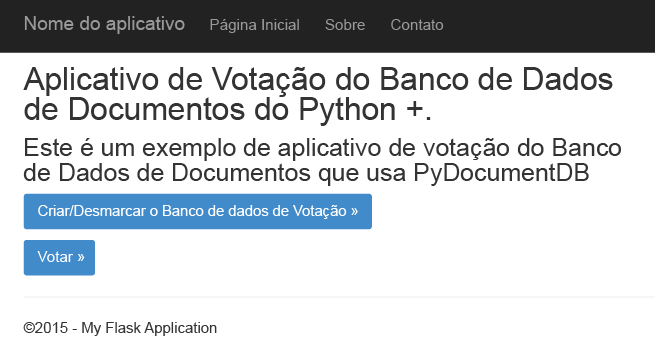 Nome do aplicativo Página Inicial Sobre Contato
Aplicativo de Votação do Banco de Dados
de Documentos do Python +.
Este é um exemplo de aplicativo de votação do Banco
de Dados de Documentos que usa PyDocumentDB
Criar/Desmarcar o Banco de dados de Votação »
Votar »
©2015 - My Flask Application